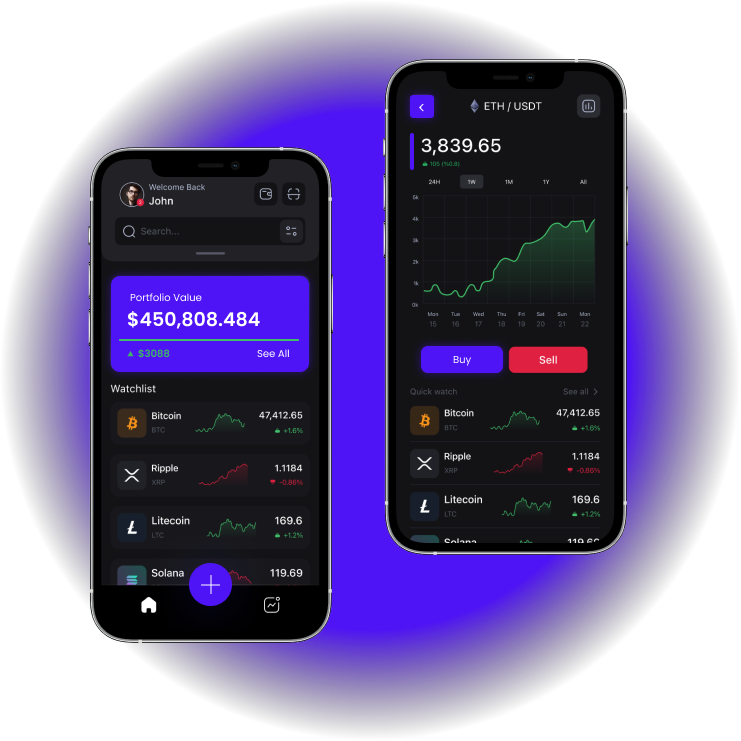 Welcome Back
John
Search...
Portfolio Value
$450,808.484
▲ $3088 See All
Watchlist
Bitcoin 47,412.65
BTC +1.6%
Ripple 1.1184
XRP -0.86%
Litecoin 169.6
LTC +1.2%
Solana 119.69
ETH / USDT
3,839.65
105 (%0.8)
24H 1W 1M 1Y All
5k
4k
3k
2k
1k
0k
Mon Tue Wed Thu Fri Sat Sun Mon
15 16 17 18 19 20 21 22
Buy Sell
Quick watch See all
Bitcoin 47,412.65
BTC +1.6%
Ripple 1.1184
XRP -0.86%
Litecoin 169.6
LTC +1.2%
Solana 119.69